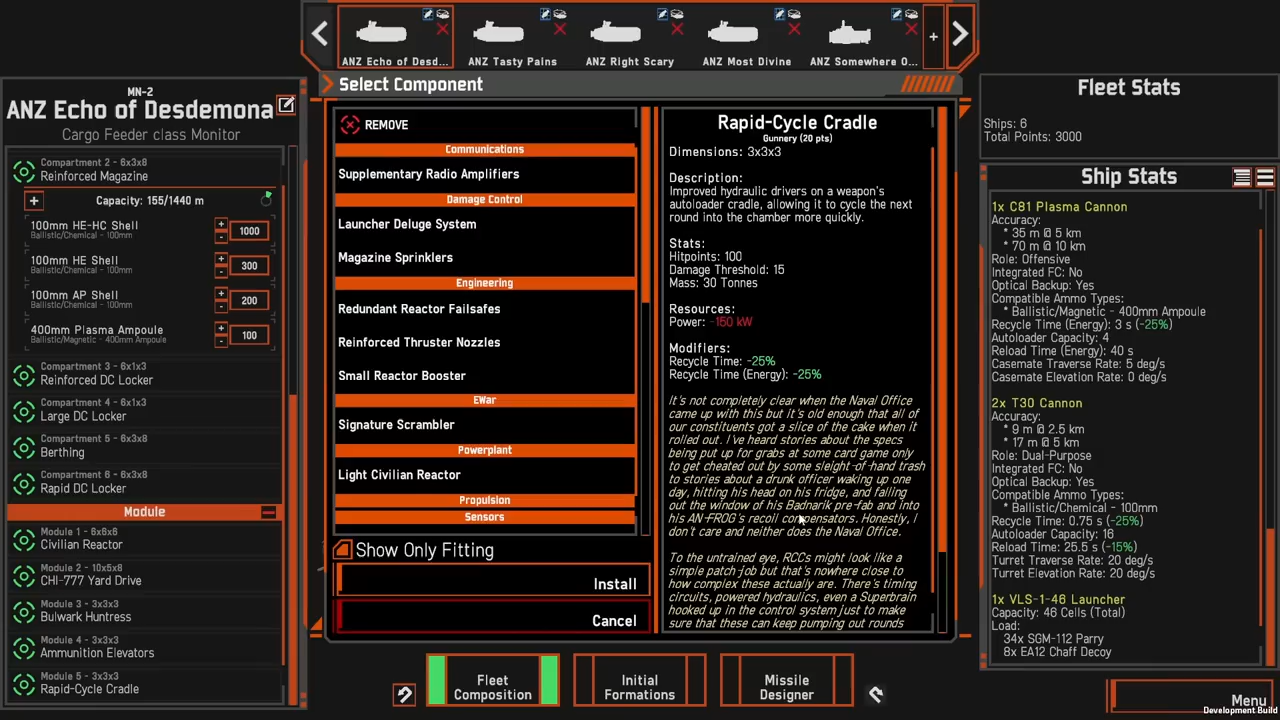 ANZ Echo of Desd...
ANZ Tasty Pains
ANZ Right Scary
ANZ Most Divine
ANZ Somewhere O...
+
MN-2
ANZ Echo of Desdemona
Cargo Feeder class Monitor
Compartment 2 - 6x3x8
Reinforced Magazine
+
Capacity: 155/1440 m
100mm HE-HC Shell
Ballistic/Chemical - 100mm
+
-
1000
100mm HE Shell
Ballistic/Chemical - 100mm
+
-
300
100mm AP Shell
Ballistic/Chemical - 100mm
+
-
200
400mm Plasma Ampoule
Ballistic/Magnetic - 400mm Ampoule
+
-
100
Compartment 3 - 6x1x3
Reinforced DC Locker
Compartment 4 - 6x1x3
Large DC Locker
Compartment 5 - 6x3x8
Berthing
Compartment 6 - 6x3x8
Rapid DC Locker
Module
Module 1 - 6x6x6
Civilian Reactor
Module 2 - 10x5x8
CHI-777 Yard Drive
Module 3 - 3x3x3
Bulwark Huntress
Module 4 - 3x3x3
Ammunition Elevators
Module 5 - 3x3x3
Rapid-Cycle Cradle
Select Component
REMOVE
Communications
Supplementary Radio Amplifiers
Damage Control
Launcher Deluge System
Magazine Sprinklers
Engineering
Redundant Reactor Failsafes
Reinforced Thruster Nozzles
Small Reactor Booster
EWar
Signature Scrambler
Powerplant
Light Civilian Reactor
Propulsion
Sensors
Show Only Fitting
Install
Cancel
Rapid-Cycle Cradle
Gunnery (20 pts)
Dimensions: 3x3x3
Description:
Improved hydraulic drivers on a weapon's
autoloader cradle, allowing it to cycle the next
round into the chamber more quickly.
Stats:
Hitpoints: 100
Damage Threshold: 15
Mass: 30 Tonnes
Resources:
Power: -150 kW
Modifiers:
Recycle Time: -25%
Recycle Time (Energy): -25%
It's not completely clear when the Naval Office
came up with this but it's old enough that all of
our constituents got a slice of the cake when it
rolled out. I've heard stories about the specs
being put up for grabs at some card game only
to get cheated out by some sleight-of-hand trash
to stories about a drunk officer waking up one
day, hitting his head on his fridge, and falling
out the window of his Badnarik pre-fab and into
his AN-FROG's recoil compensators. Honestly, I
don't care and neither does the Naval Office.
To the untrained eye, RCCs might look like a
simple patch-job but that's nowhere close to
how complex these actually are. There's timing
circuits, powered hydraulics, even a Superbrain
hooked up in the control system just to make
sure that these can keep pumping out rounds
Fleet Stats
Ships: 6
Total Points: 3000
Ship Stats
1x C81 Plasma Cannon
Accuracy:
* 35 m @ 5 km
* 70 m @ 10 km
Role: Offensive
Integrated FC: No
Optical Backup: Yes
Compatible Ammo Types:
* Ballistic/Magnetic - 400mm Ampoule
Recycle Time (Energy): 3 s (-25%)
Autoloader Capacity: 4
Reload Time (Energy): 40 s
Casemate Traverse Rate: 5 deg/s
Casemate Elevation Rate: 0 deg/s
2x T30 Cannon
Accuracy:
* 9 m @ 2.5 km
* 17 m @ 5 km
Role: Dual-Purpose
Integrated FC: No
Optical Backup: Yes
Compatible Ammo Types:
* Ballistic/Chemical - 100mm
Recycle Time: 0.75 s (-25%)
Autoloader Capacity: 16
Reload Time: 25.5 s (-15%)
Turret Traverse Rate: 20 deg/s
Turret Elevation Rate: 20 deg/s
1x VLS-1-46 Launcher
Capacity: 46 Cells (Total)
Load:
34x SGM-112 Parry
8x EA12 Chaff Decoy
Fleet
Composition
Initial
Formations
Missile
Designer
Menu
Development Build